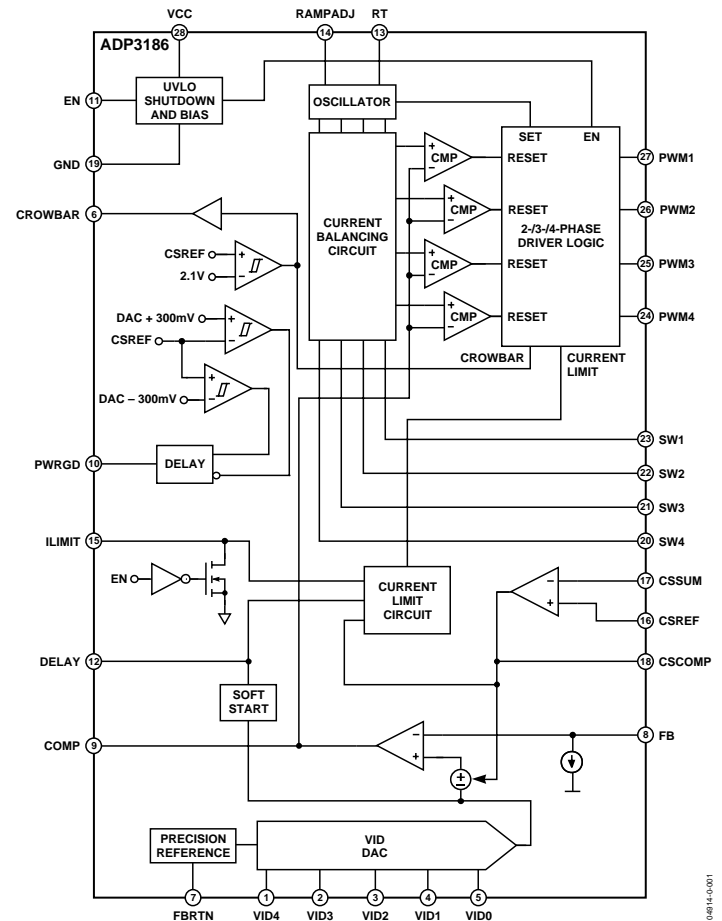 VCC
RAMPADJ RT
28
14
13
ADP3186
UVLO
SHUTDOWN
AND BIAS
EN 11
OSCILLATOR
SET EN
GND 19
+
–
CMP
RESET
27 PWM1
CROWBAR 6
+
–
CMP
RESET
26 PWM2
CURRENT
BALANCING
CIRCUIT
2-/3-/4-PHASE
DRIVER LOGIC
CSREF +
2.1V –
+
–
CMP
RESET
25 PWM3
DAC + 300mV +
CSREF –
+
–
CMP
RESET
24 PWM4
CROWBAR
CURRENT
LIMIT
+
DAC – 300mV –
23 SW1
PWRGD 10
DELAY
22 SW2
21 SW3
ILIMIT 15
20 SW4
EN
CURRENT
LIMIT
CIRCUIT
–
17 CSSUM
+
16 CSREF
DELAY 12
18 CSCOMP
SOFT
START
COMP 9
–
+
8 FB
+
–
PRECISION
REFERENCE
VID
DAC
7
1
2
3
4
5
FBRTN VID4 VID3 VID2 VID1 VID0
04914-0-001